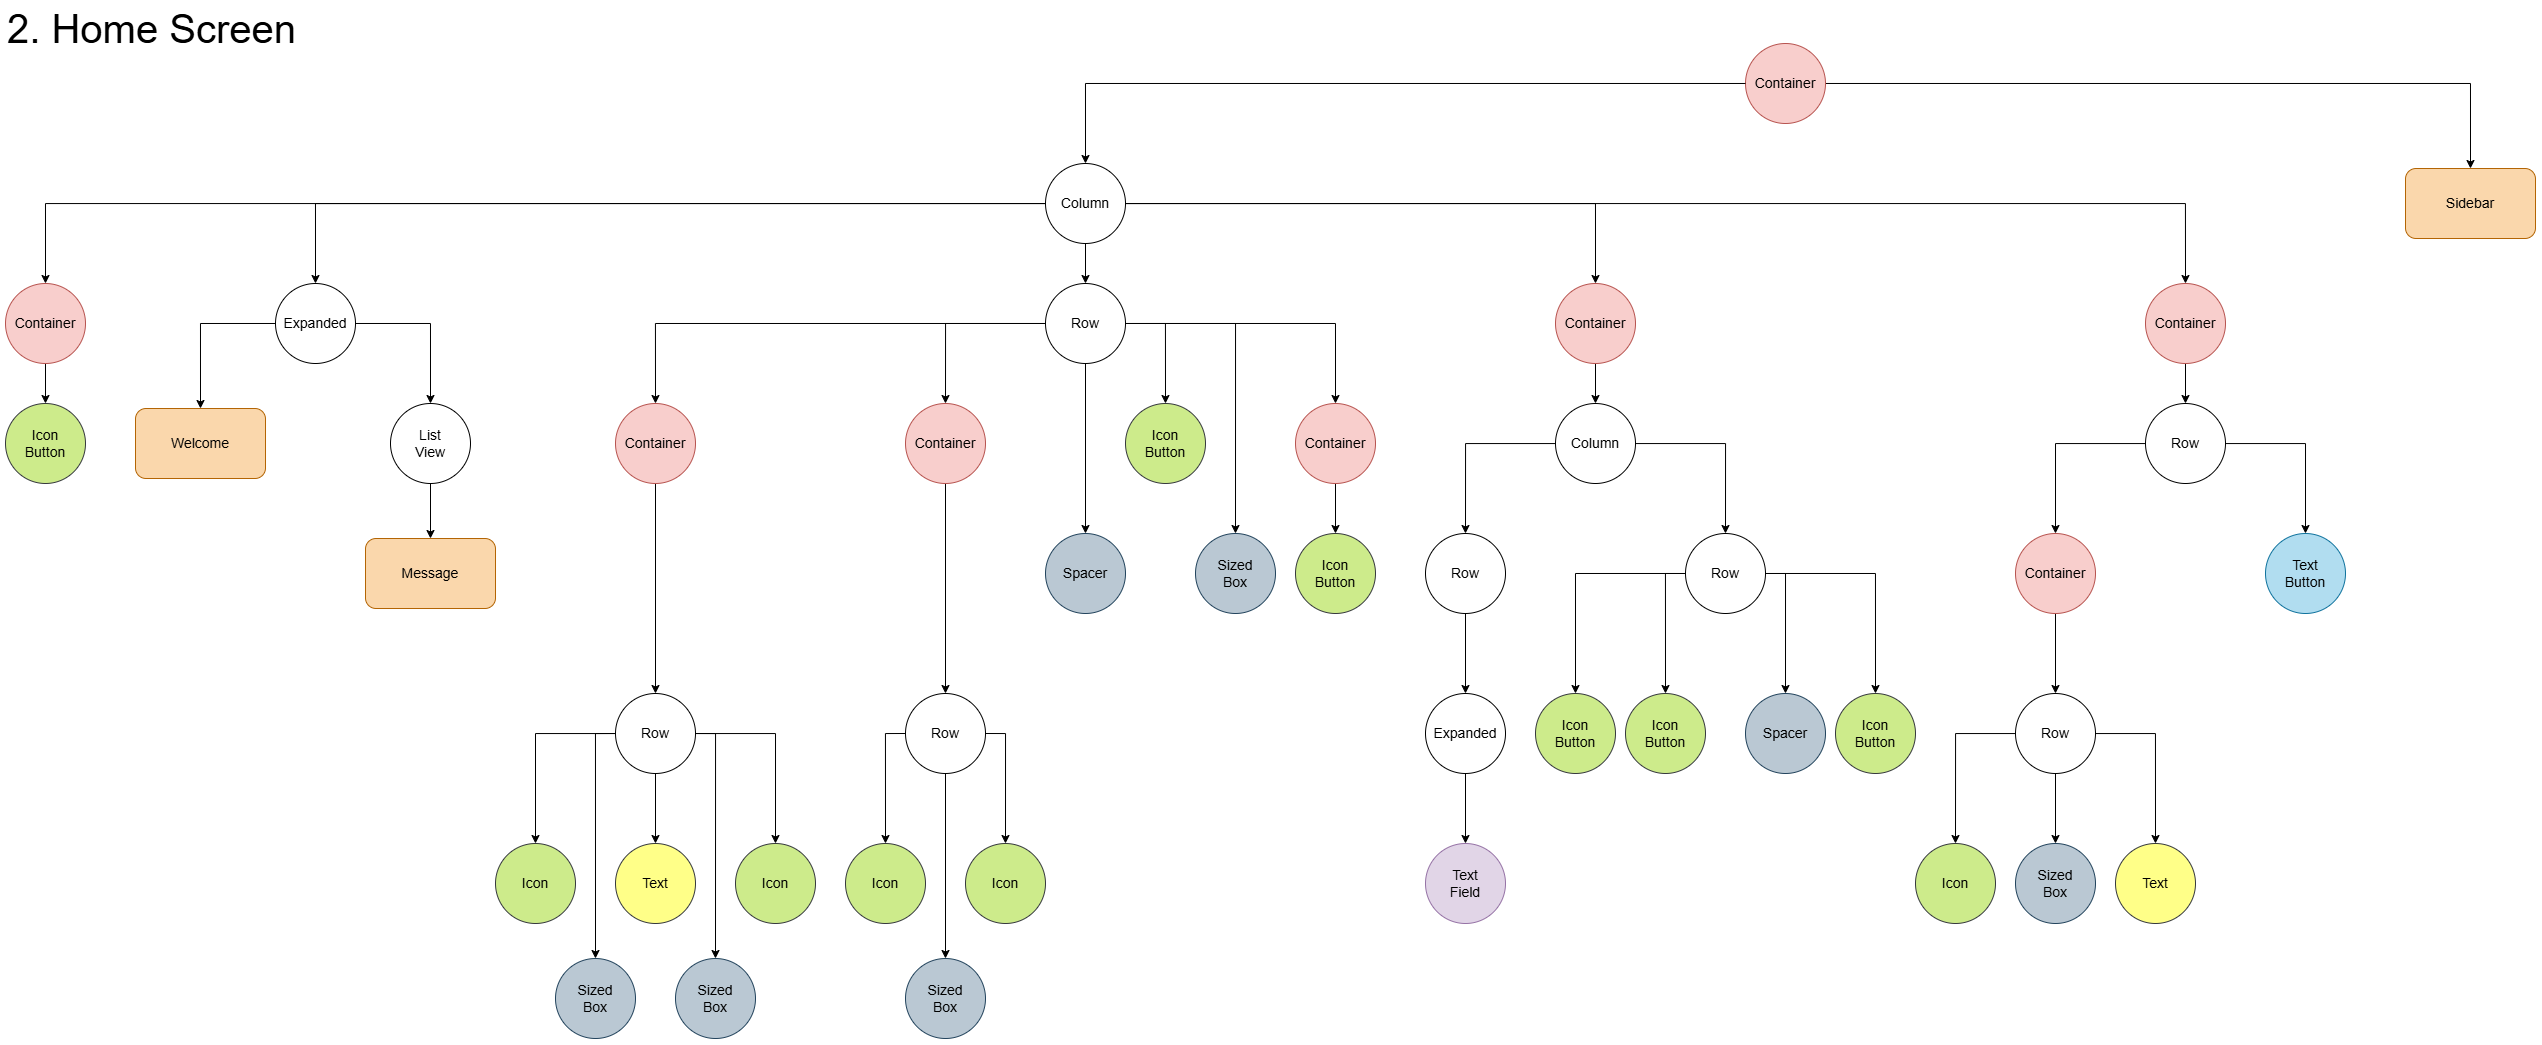 2. Home Screen
Container
Column
Sidebar
Container
Expanded
Row
Container
Container
Icon
Button
Welcome
List
View
Container
Container
Icon
Button
Container
Column
Row
Message
Spacer
Sized
Box
Icon
Button
Row
Row
Container
Text
Button
Row
Row
Expanded
Icon
Button
Icon
Button
Spacer
Icon
Button
Row
Icon
Text
Icon
Icon
Icon
Text
Field
Icon
Sized
Box
Text
Sized
Box
Sized
Box
Sized
Box